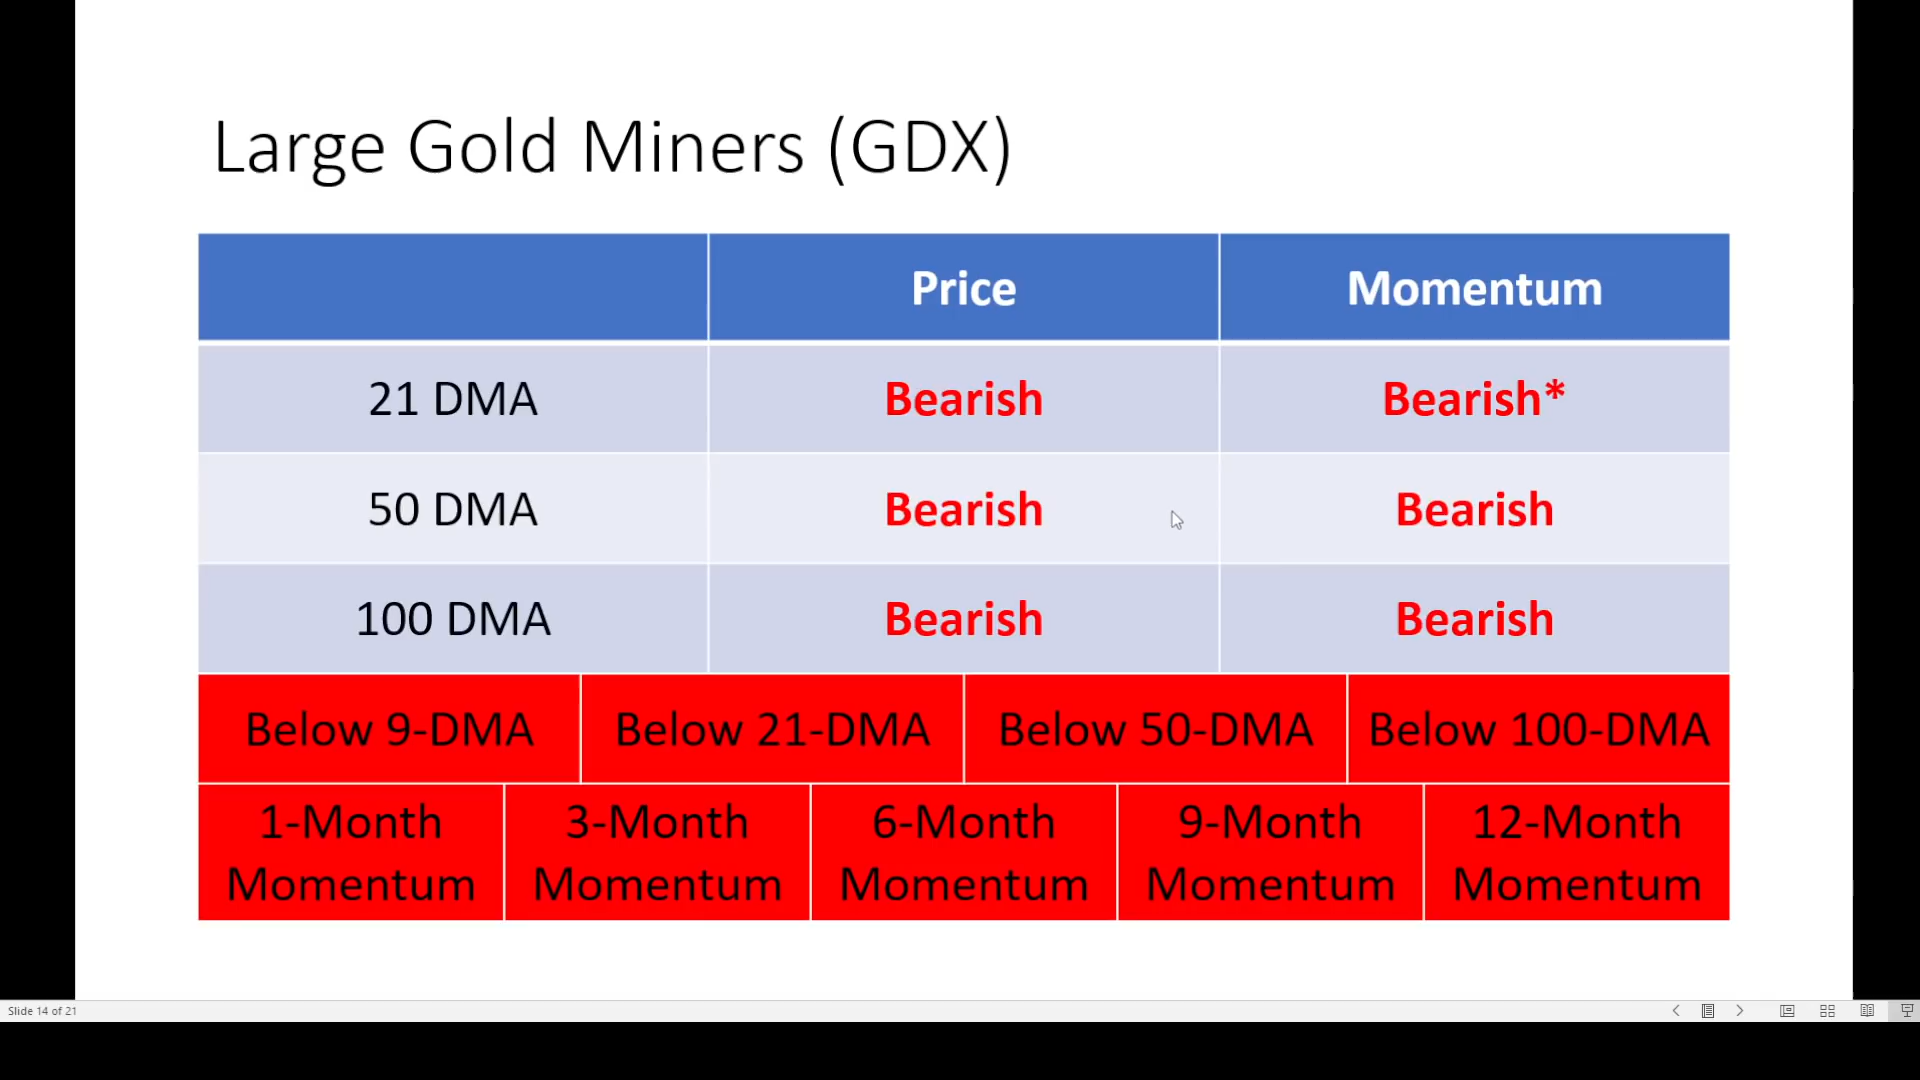 Large Gold Miners (GDX)
Price Momentum
21 DMA Bearish Bearish*
50 DMA Bearish Bearish
100 DMA Bearish Bearish
Below 9-DMA Below 21-DMA Below 50-DMA Below 100-DMA
1-Month 3-Month 6-Month 9-Month 12-Month
Momentum Momentum Momentum Momentum Momentum
Slide 14 of 21